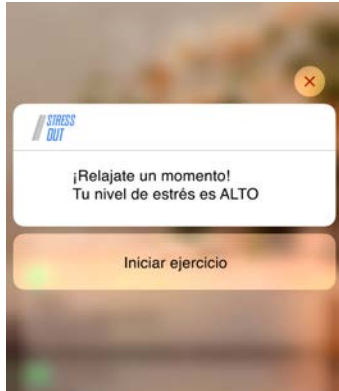 STRESS
OUT
¡Relajate un momento!
Tu nivel de estrés es ALTO
Iniciar ejercicio